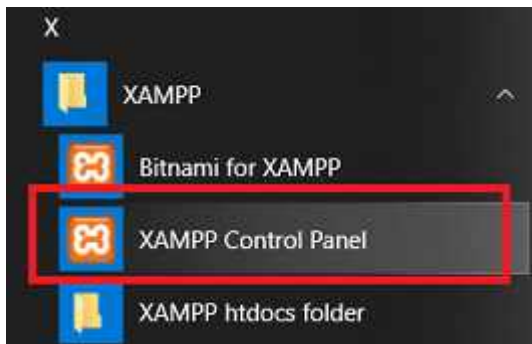 X
XAMPP
Bitnami for XAMPP
XAMPP Control Panel
XAMPP htdocs folder